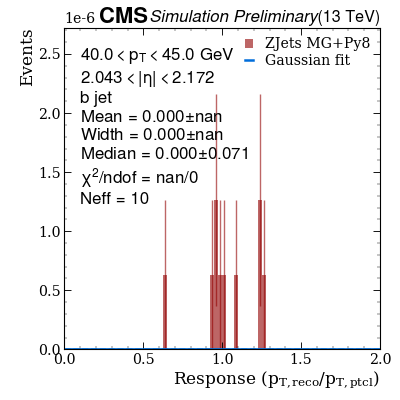 1e-6 CMS Simulation Preliminary (13 TeV)
Events
2.5
2.0
1.5
1.0
0.5
0.0
40.0 < p_T < 45.0 GeV
2.043 < |η| < 2.172
b jet
Mean = 0.000±nan
Width = 0.000±nan
Median = 0.000±0.071
χ²/ndof = nan/0
Neff = 10
ZJets MG+Py8
Gaussian fit
0.0 0.5 1.0 1.5 2.0
Response (p_T,reco/p_T,ptcl)